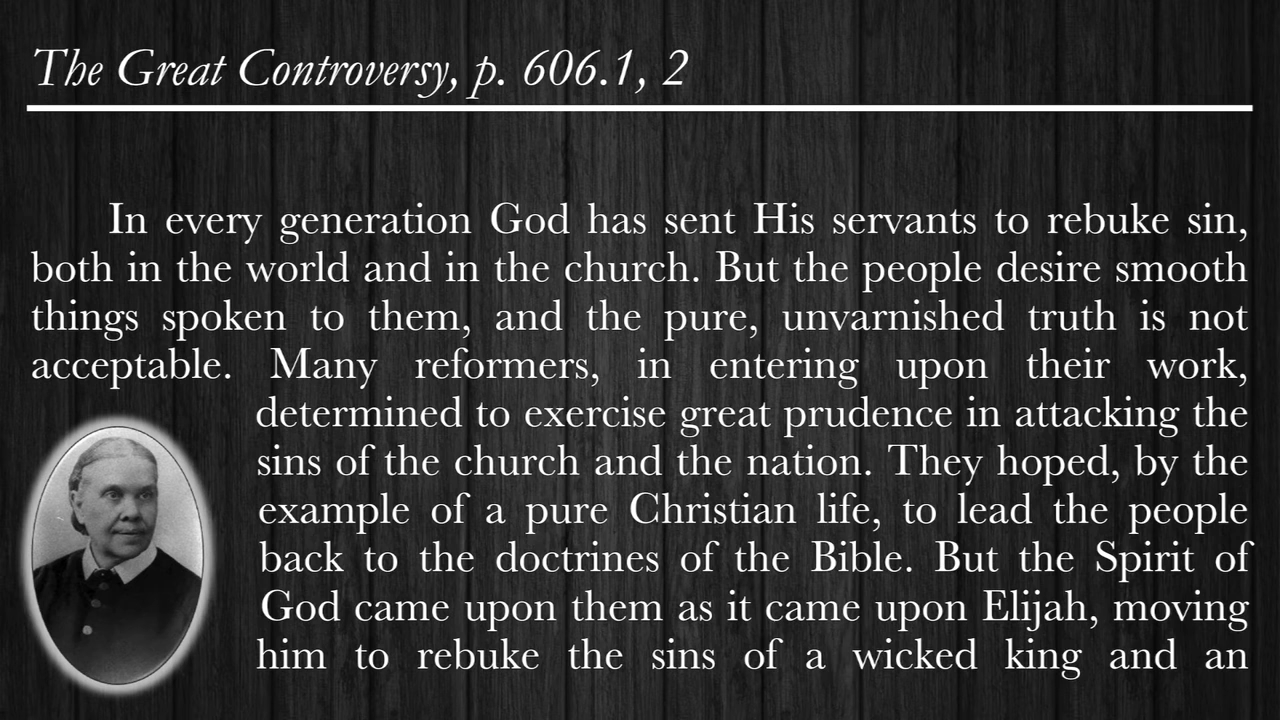 The Great Controversy, p. 606.1, 2
In every generation God has sent His servants to rebuke sin,
both in the world and in the church. But the people desire smooth
things spoken to them, and the pure, unvarnished truth is not
acceptable. Many reformers, in entering upon their work,
determined to exercise great prudence in attacking the
sins of the church and the nation. They hoped, by the
example of a pure Christian life, to lead the people
back to the doctrines of the Bible. But the Spirit of
God came upon them as it came upon Elijah, moving
him to rebuke the sins of a wicked king and an